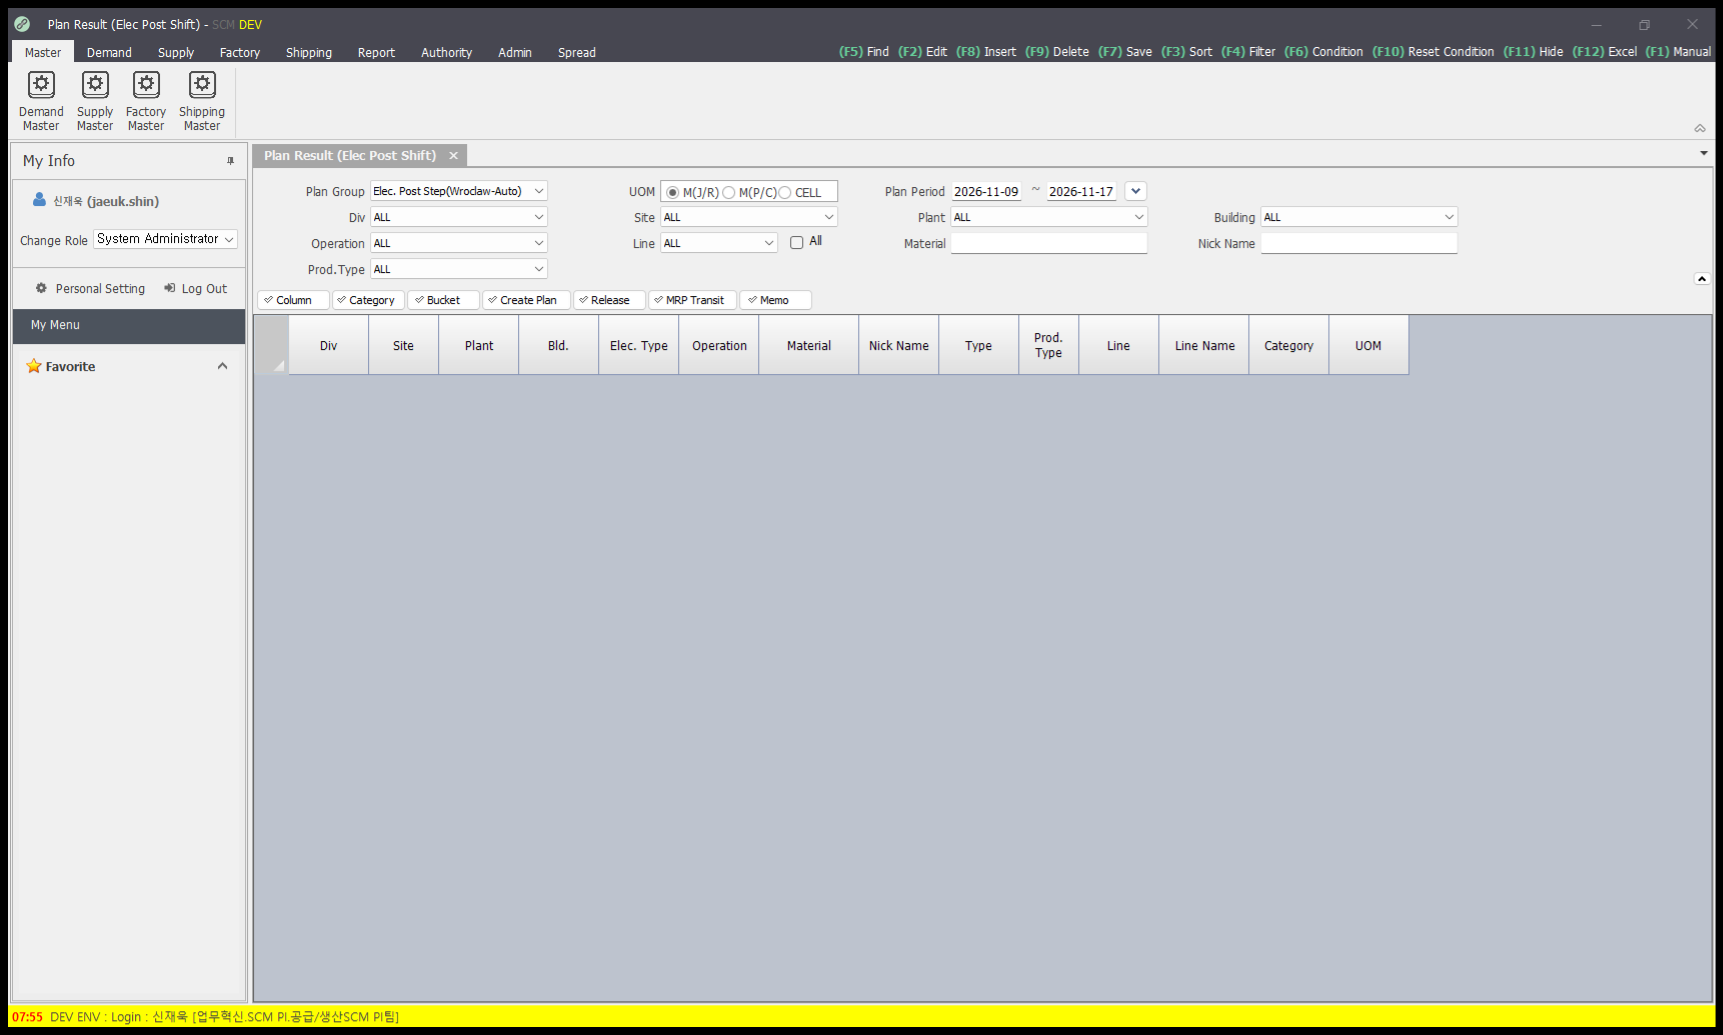 Plan Result (Elec Post Shift) - SCM DEV
Master Demand Supply Factory Shipping Report Authority Admin Spread (F5) Find (F2) Edit (F8) Insert (F9) Delete (F7) Save (F3) Sort (F4) Filter (F6) Condition (F10) Reset Condition (F11) Hide (F12) Excel (F1) Manual
Demand Master
Supply Master
Factory Master
Shipping Master
My Info
신재욱 (jaeuk.shin)
Change Role System Administrator
Personal Setting Log Out
My Menu
Favorite
Plan Result (Elec Post Shift)
Plan Group Elec. Post Step(Wroclaw-Auto) UOM M(J/R) M(P/C) CELL Plan Period 2026-11-09 ~ 2026-11-17
Div ALL Site ALL Plant ALL Building ALL
Operation ALL Line ALL All Material Nick Name
Prod.Type ALL
Column Category Bucket Create Plan Release MRP Transit Memo
Div Site Plant Bld. Elec. Type Operation Material Nick Name Type Prod. Type Line Line Name Category UOM
07:55 DEV ENV : Login : 신재욱 [업무혁신.SCM PI.공급/생산SCM PI팀]